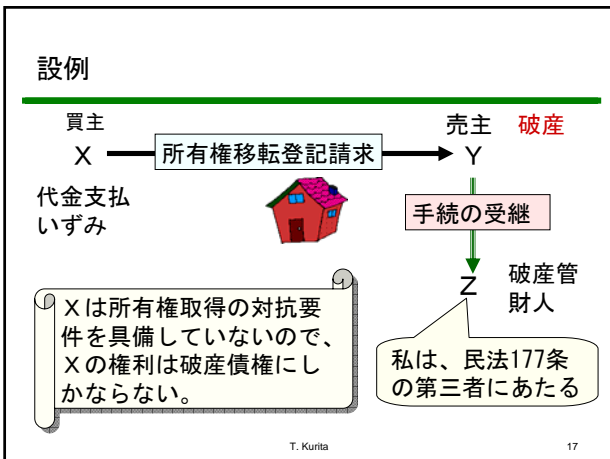 設例
買主
売主 破産
X
所有権移転登記請求
Y
代金支払
いずみ
手続の受継
Z
破産管
財人
Xは所有権取得の対抗要
件を具備していないので、
Xの権利は破産債権にし
かならない。
私は、民法177条
の第三者にあたる
T. Kurita
17